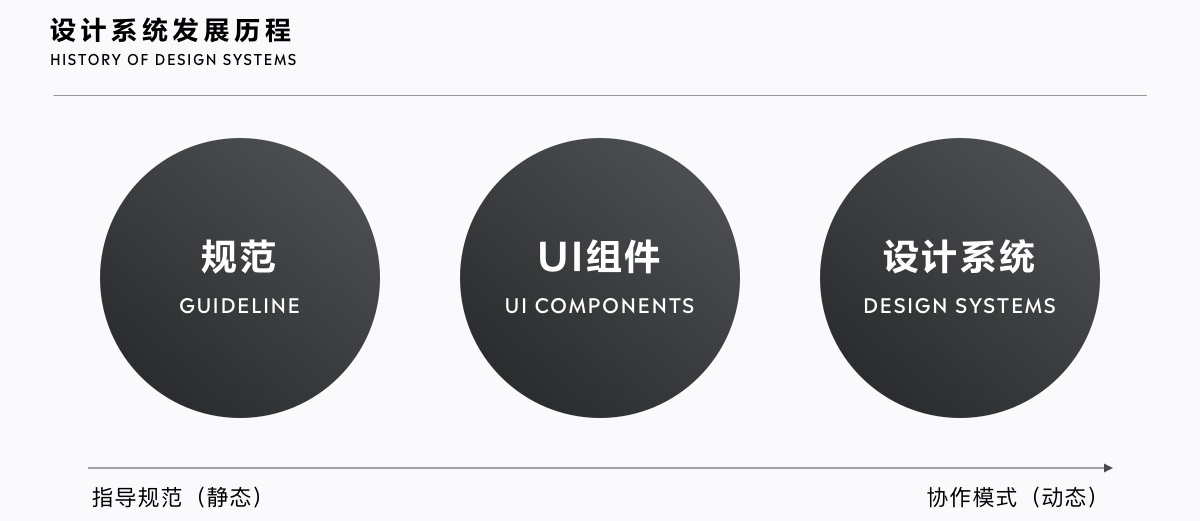 设计系统发展历程
HISTORY OF DESIGN SYSTEMS
规范
GUIDELINE
UI组件
UI COMPONENTS
设计系统
DESIGN SYSTEMS
指导规范（静态）
协作模式（动态）